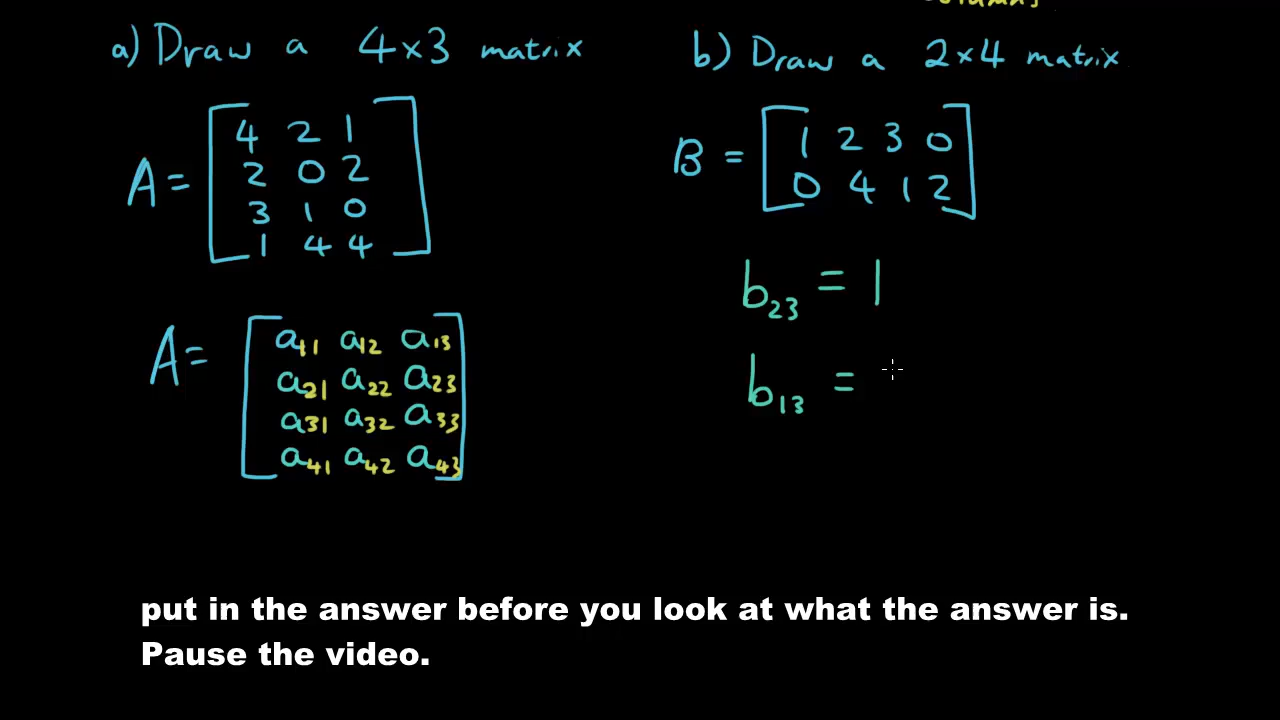 columns
a) Draw a 4×3 matrix
A = [4 2 1
2 0 2
3 1 0
1 4 4]
A = [a11 a12 a13
a21 a22 a23
a31 a32 a33
a41 a42 a43]
b) Draw a 2×4 matrix
B = [1 2 3 0
0 4 1 2]
b23 = 1
b13 =
put in the answer before you look at what the answer is.
Pause the video.